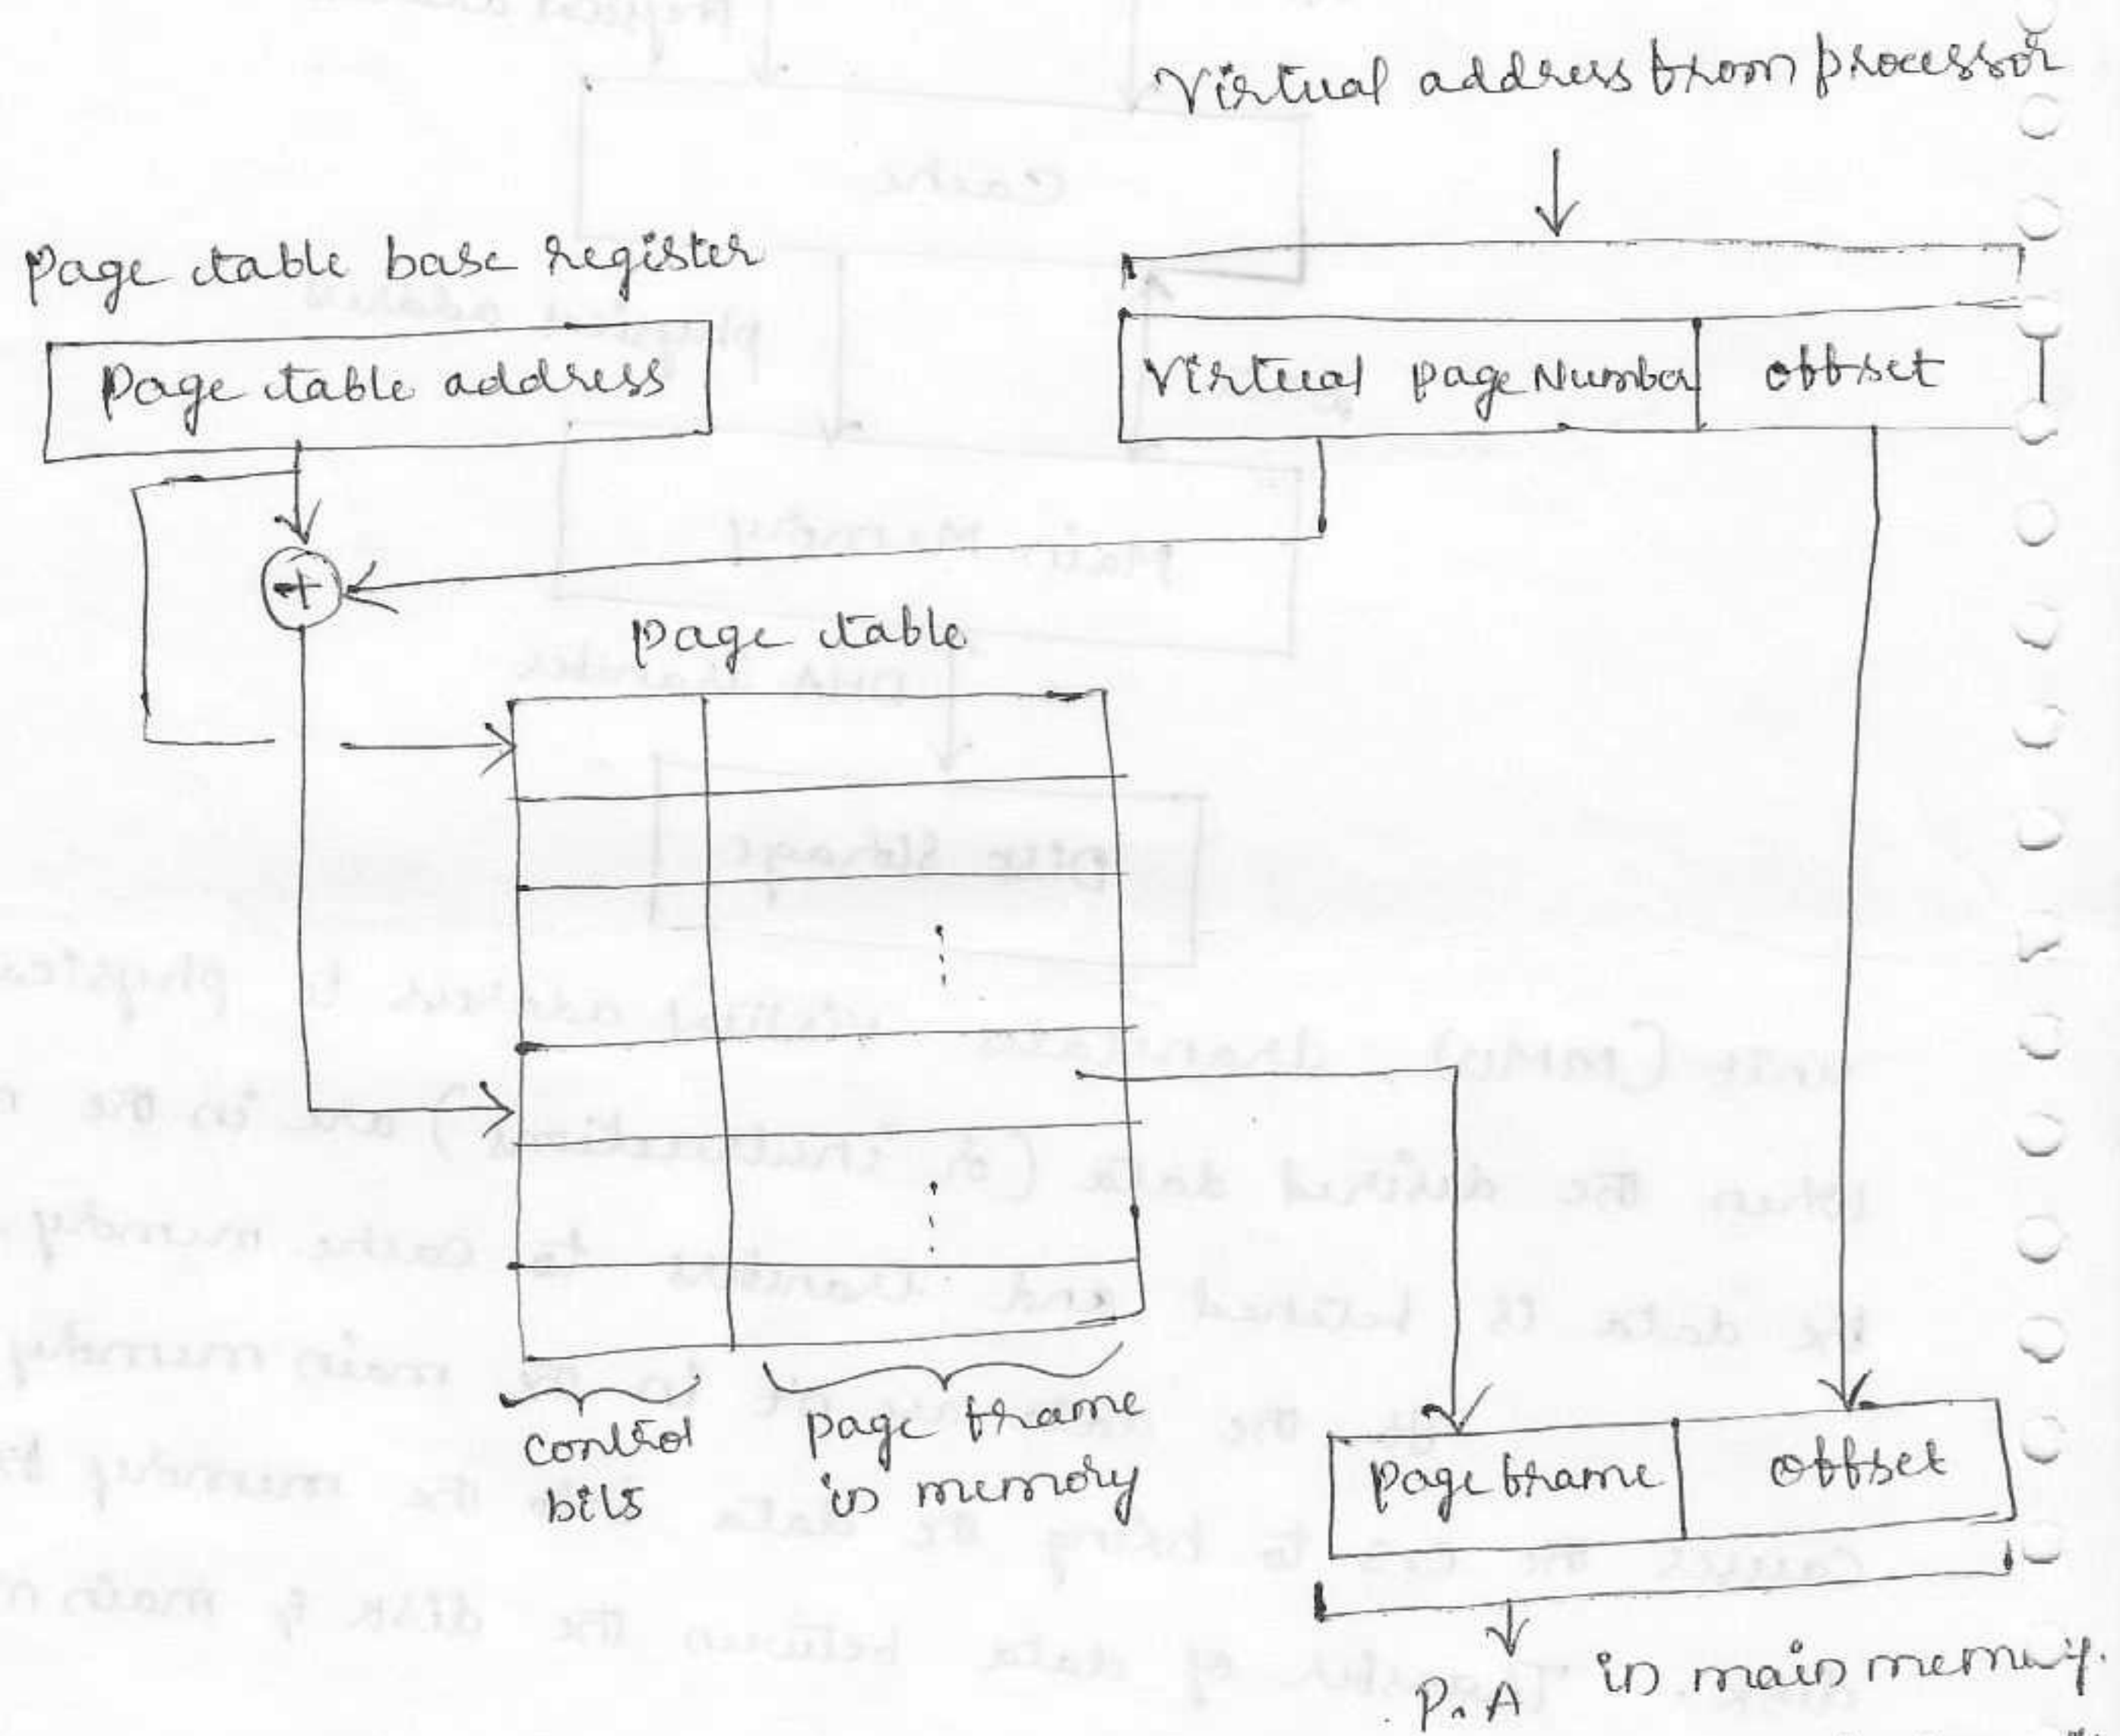 Virtual address from processor
Page table base register
Page table address
Virtual page Number offset
+
page table
control bits
page frame in memory
page frame offset
P.A in main memory.